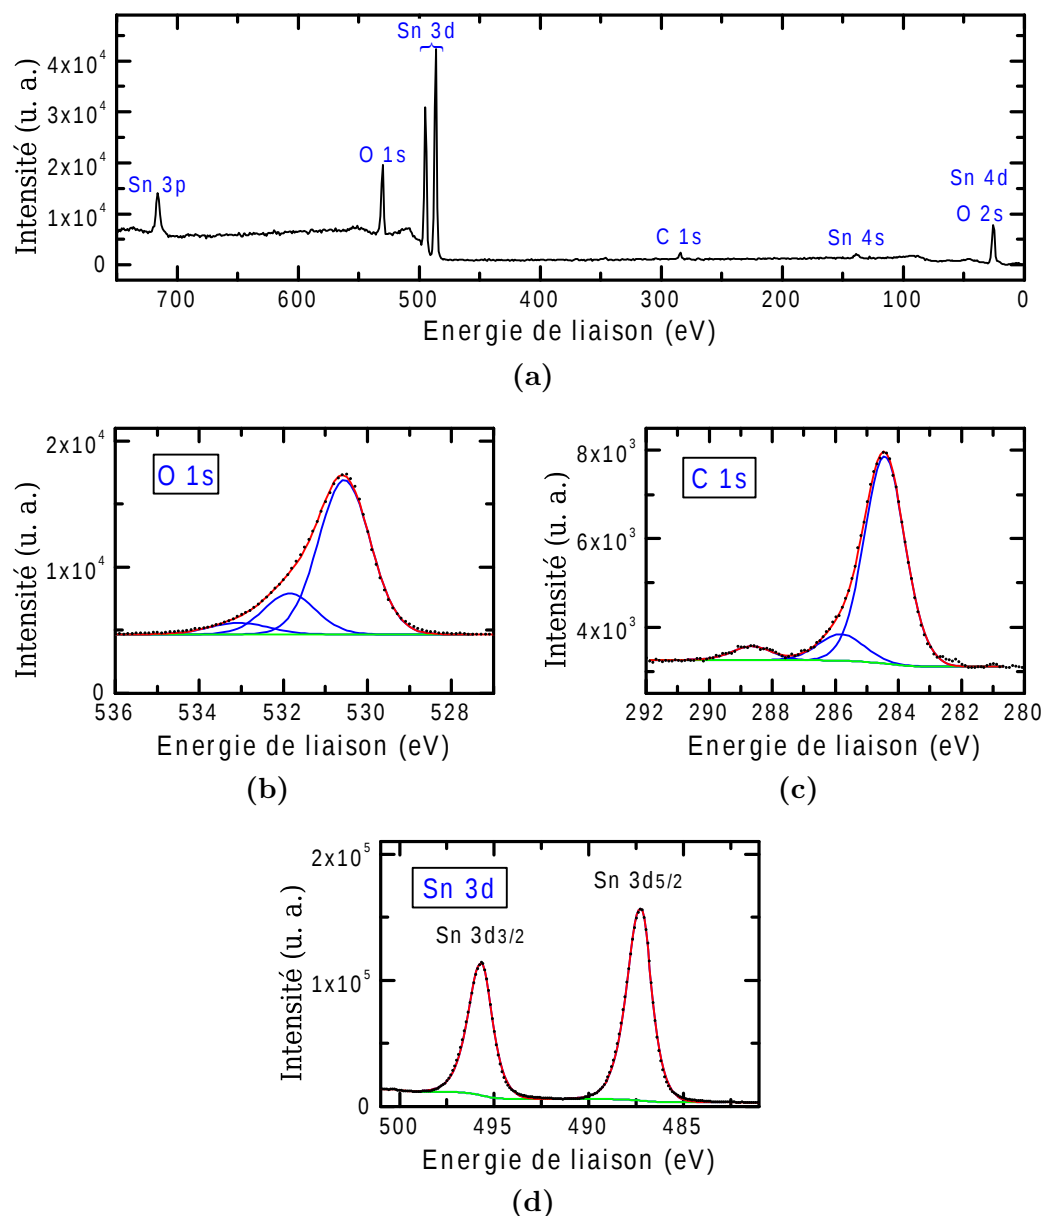 Sn 3d
4x10⁴
3x10⁴
2x10⁴
1x10⁴
0
Intensité (u. a.)
Sn 3p
O 1s
C 1s
Sn 4s
Sn 4d
O 2s
700 600 500 400 300 200 100 0
Energie de liaison (eV)
(a)
O 1s
2x10⁴
1x10⁴
0
Intensité (u. a.)
536 534 532 530 528
Energie de liaison (eV)
(b)
C 1s
8x10³
6x10³
4x10³
Intensité (u. a.)
292 290 288 286 284 282 280
Energie de liaison (eV)
(c)
Sn 3d
Sn 3d5/2
Sn 3d3/2
2x10⁵
1x10⁵
0
Intensité (u. a.)
500 495 490 485
Energie de liaison (eV)
(d)